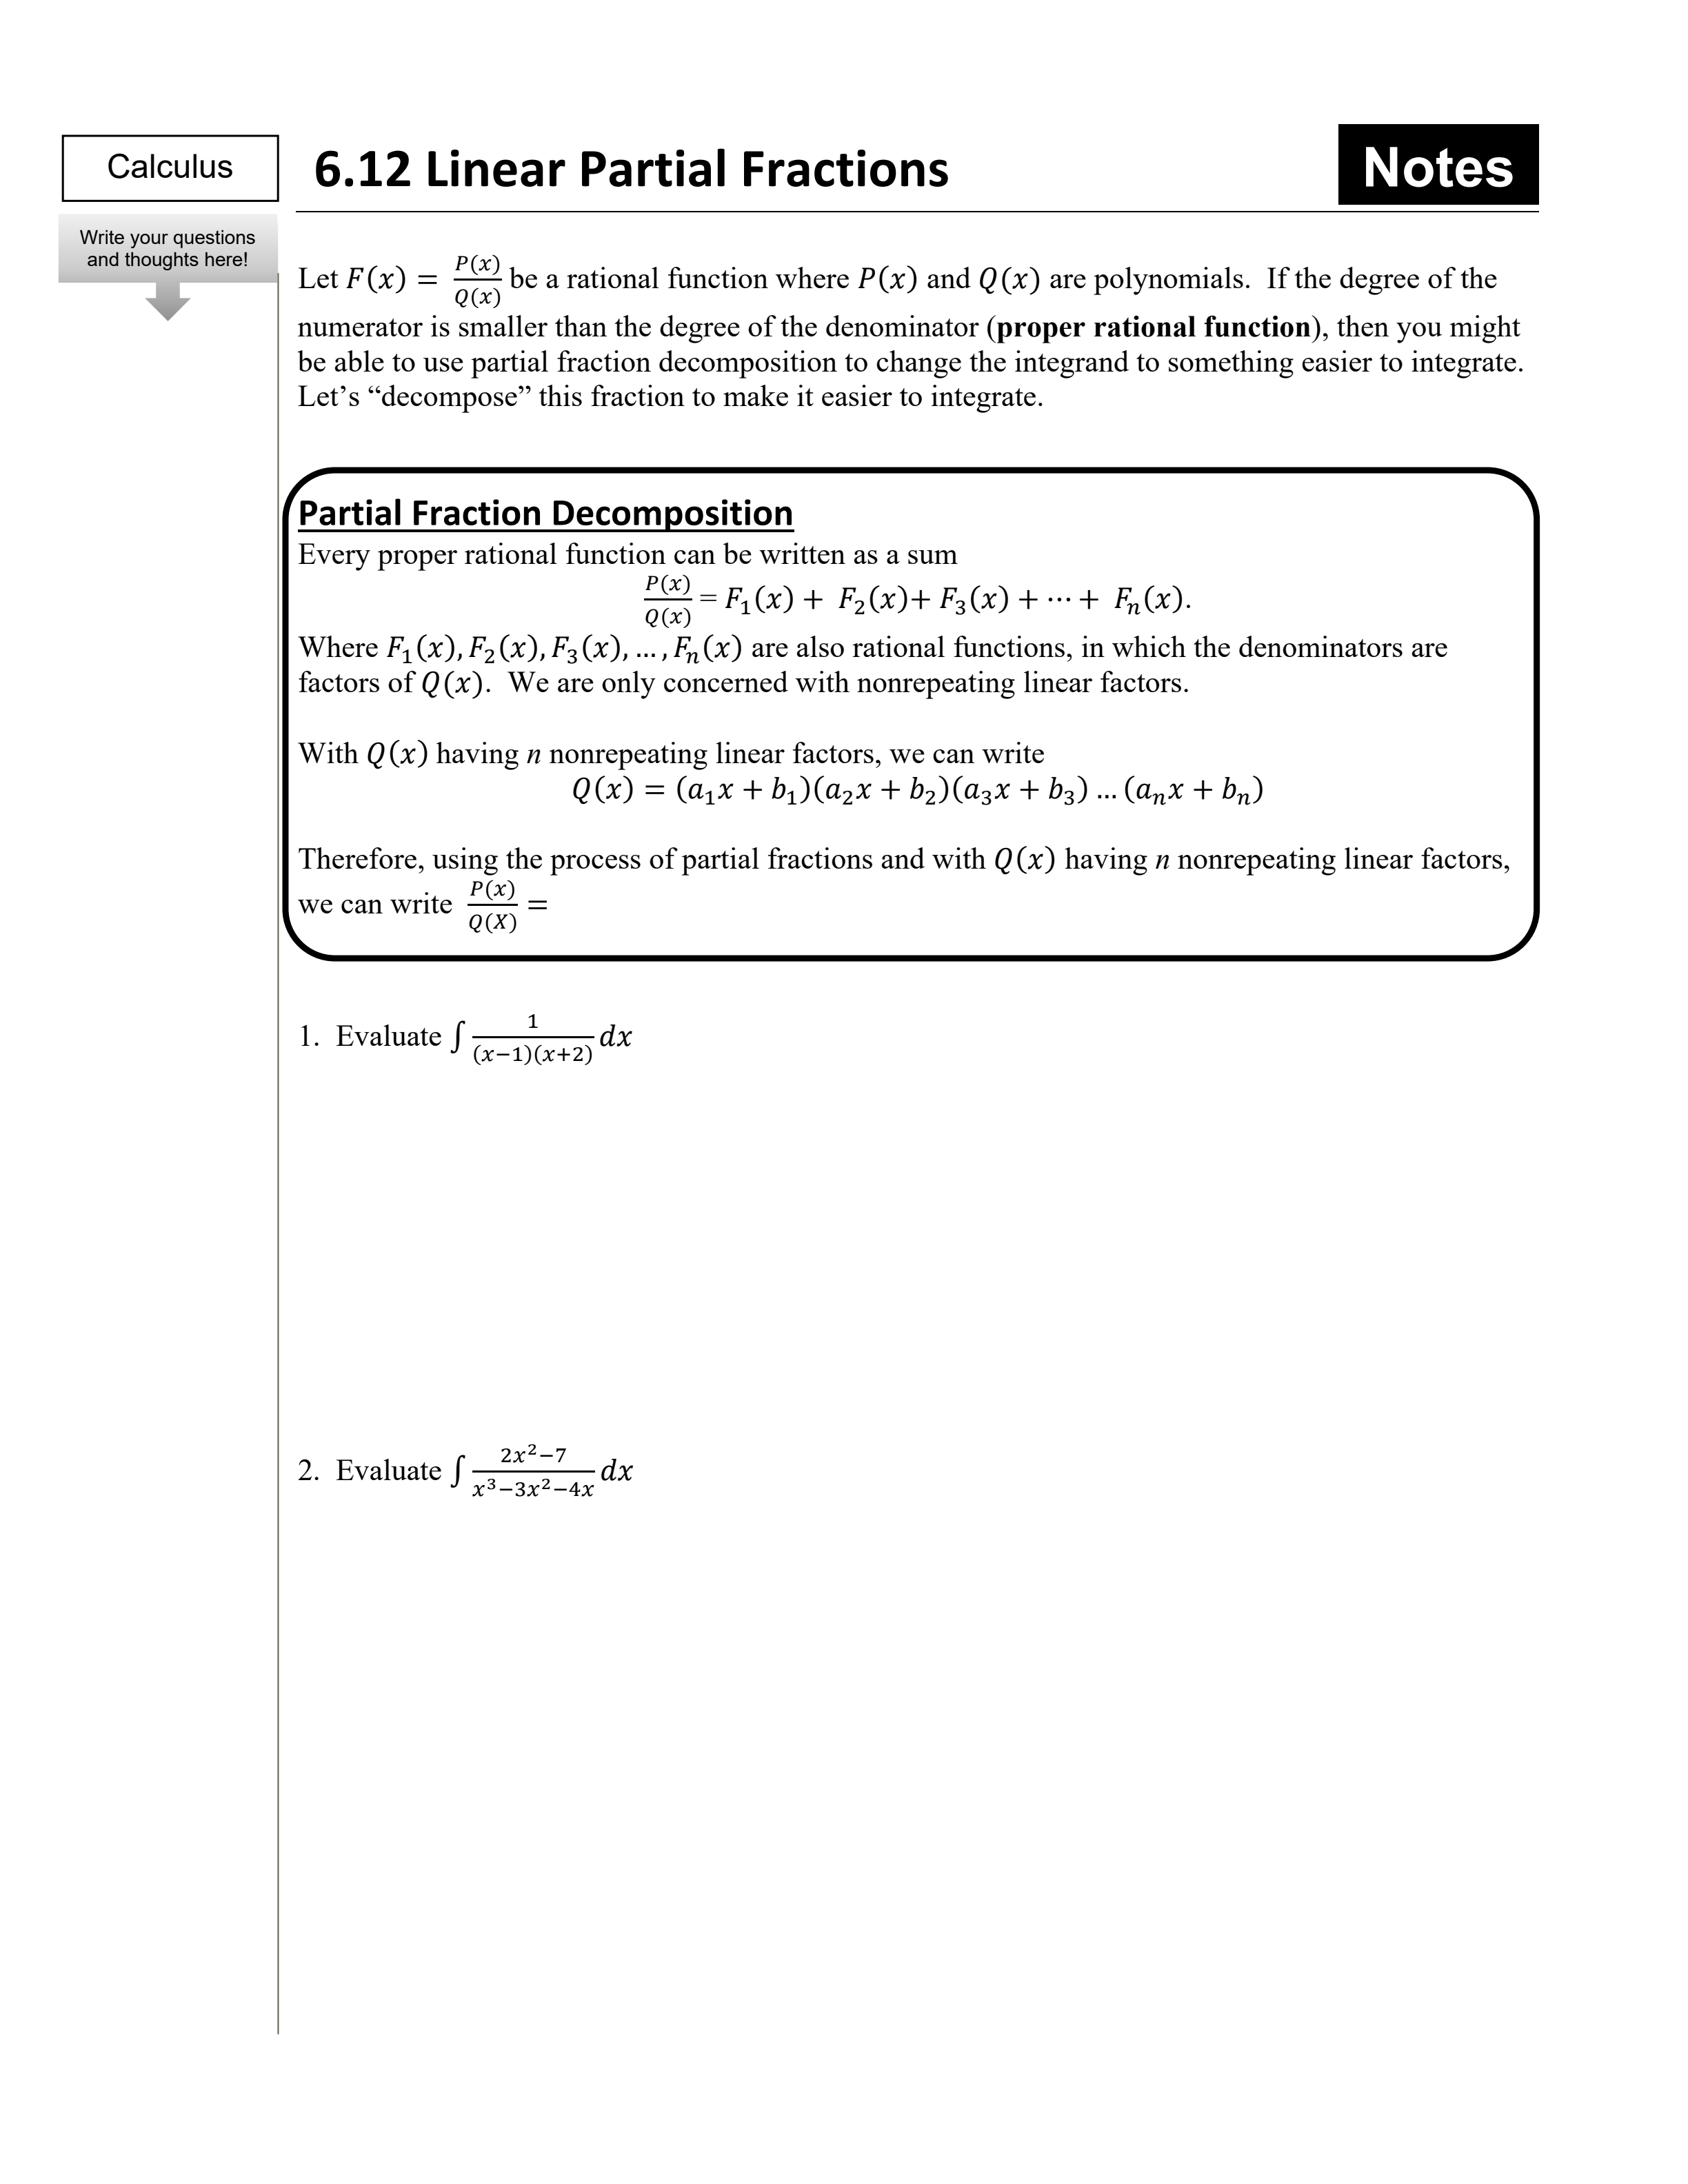 Calculus
6.12 Linear Partial Fractions
Notes
Write your questions
and thoughts here!
Let F(x) = P(x)/Q(x) be a rational function where P(x) and Q(x) are polynomials.  If the degree of the
numerator is smaller than the degree of the denominator (proper rational function), then you might
be able to use partial fraction decomposition to change the integrand to something easier to integrate.
Let’s “decompose” this fraction to make it easier to integrate.
Partial Fraction Decomposition
Every proper rational function can be written as a sum
P(x)/Q(x) = F₁(x) + F₂(x)+ F₃(x) + ⋯ + Fₙ(x).
Where F₁(x), F₂(x), F₃(x), … , Fₙ(x) are also rational functions, in which the denominators are
factors of Q(x).  We are only concerned with nonrepeating linear factors.
With Q(x) having n nonrepeating linear factors, we can write
Q(x) = (a₁x + b₁)(a₂x + b₂)(a₃x + b₃) … (aₙx + bₙ)
Therefore, using the process of partial fractions and with Q(x) having n nonrepeating linear factors,
we can write P(x)/Q(X) =
1.  Evaluate ∫ 1/((x−1)(x+2)) dx
2.  Evaluate ∫ (2x²−7)/(x³−3x²−4x) dx